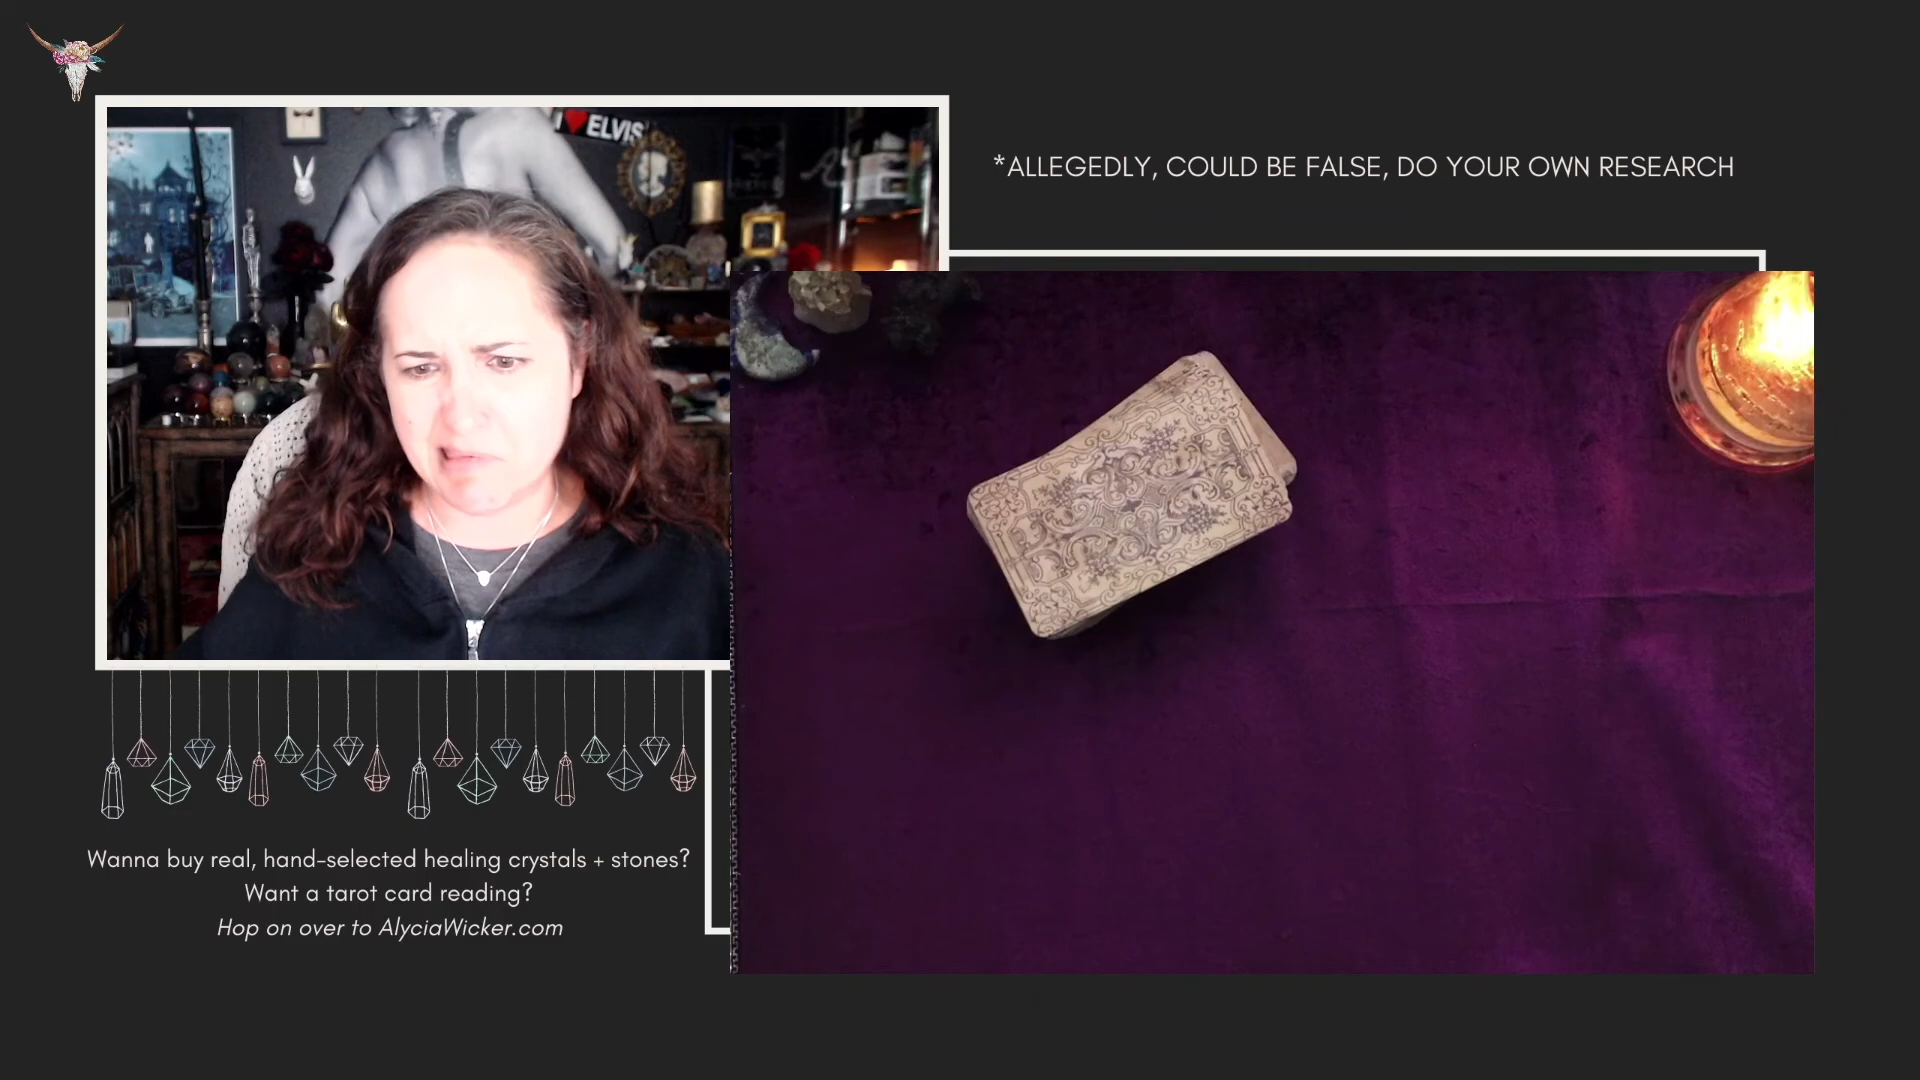 I ❤ ELVIS
*ALLEGEDLY, COULD BE FALSE, DO YOUR OWN RESEARCH
Wanna buy real, hand-selected healing crystals + stones?
Want a tarot card reading?
Hop on over to AlyciaWicker.com